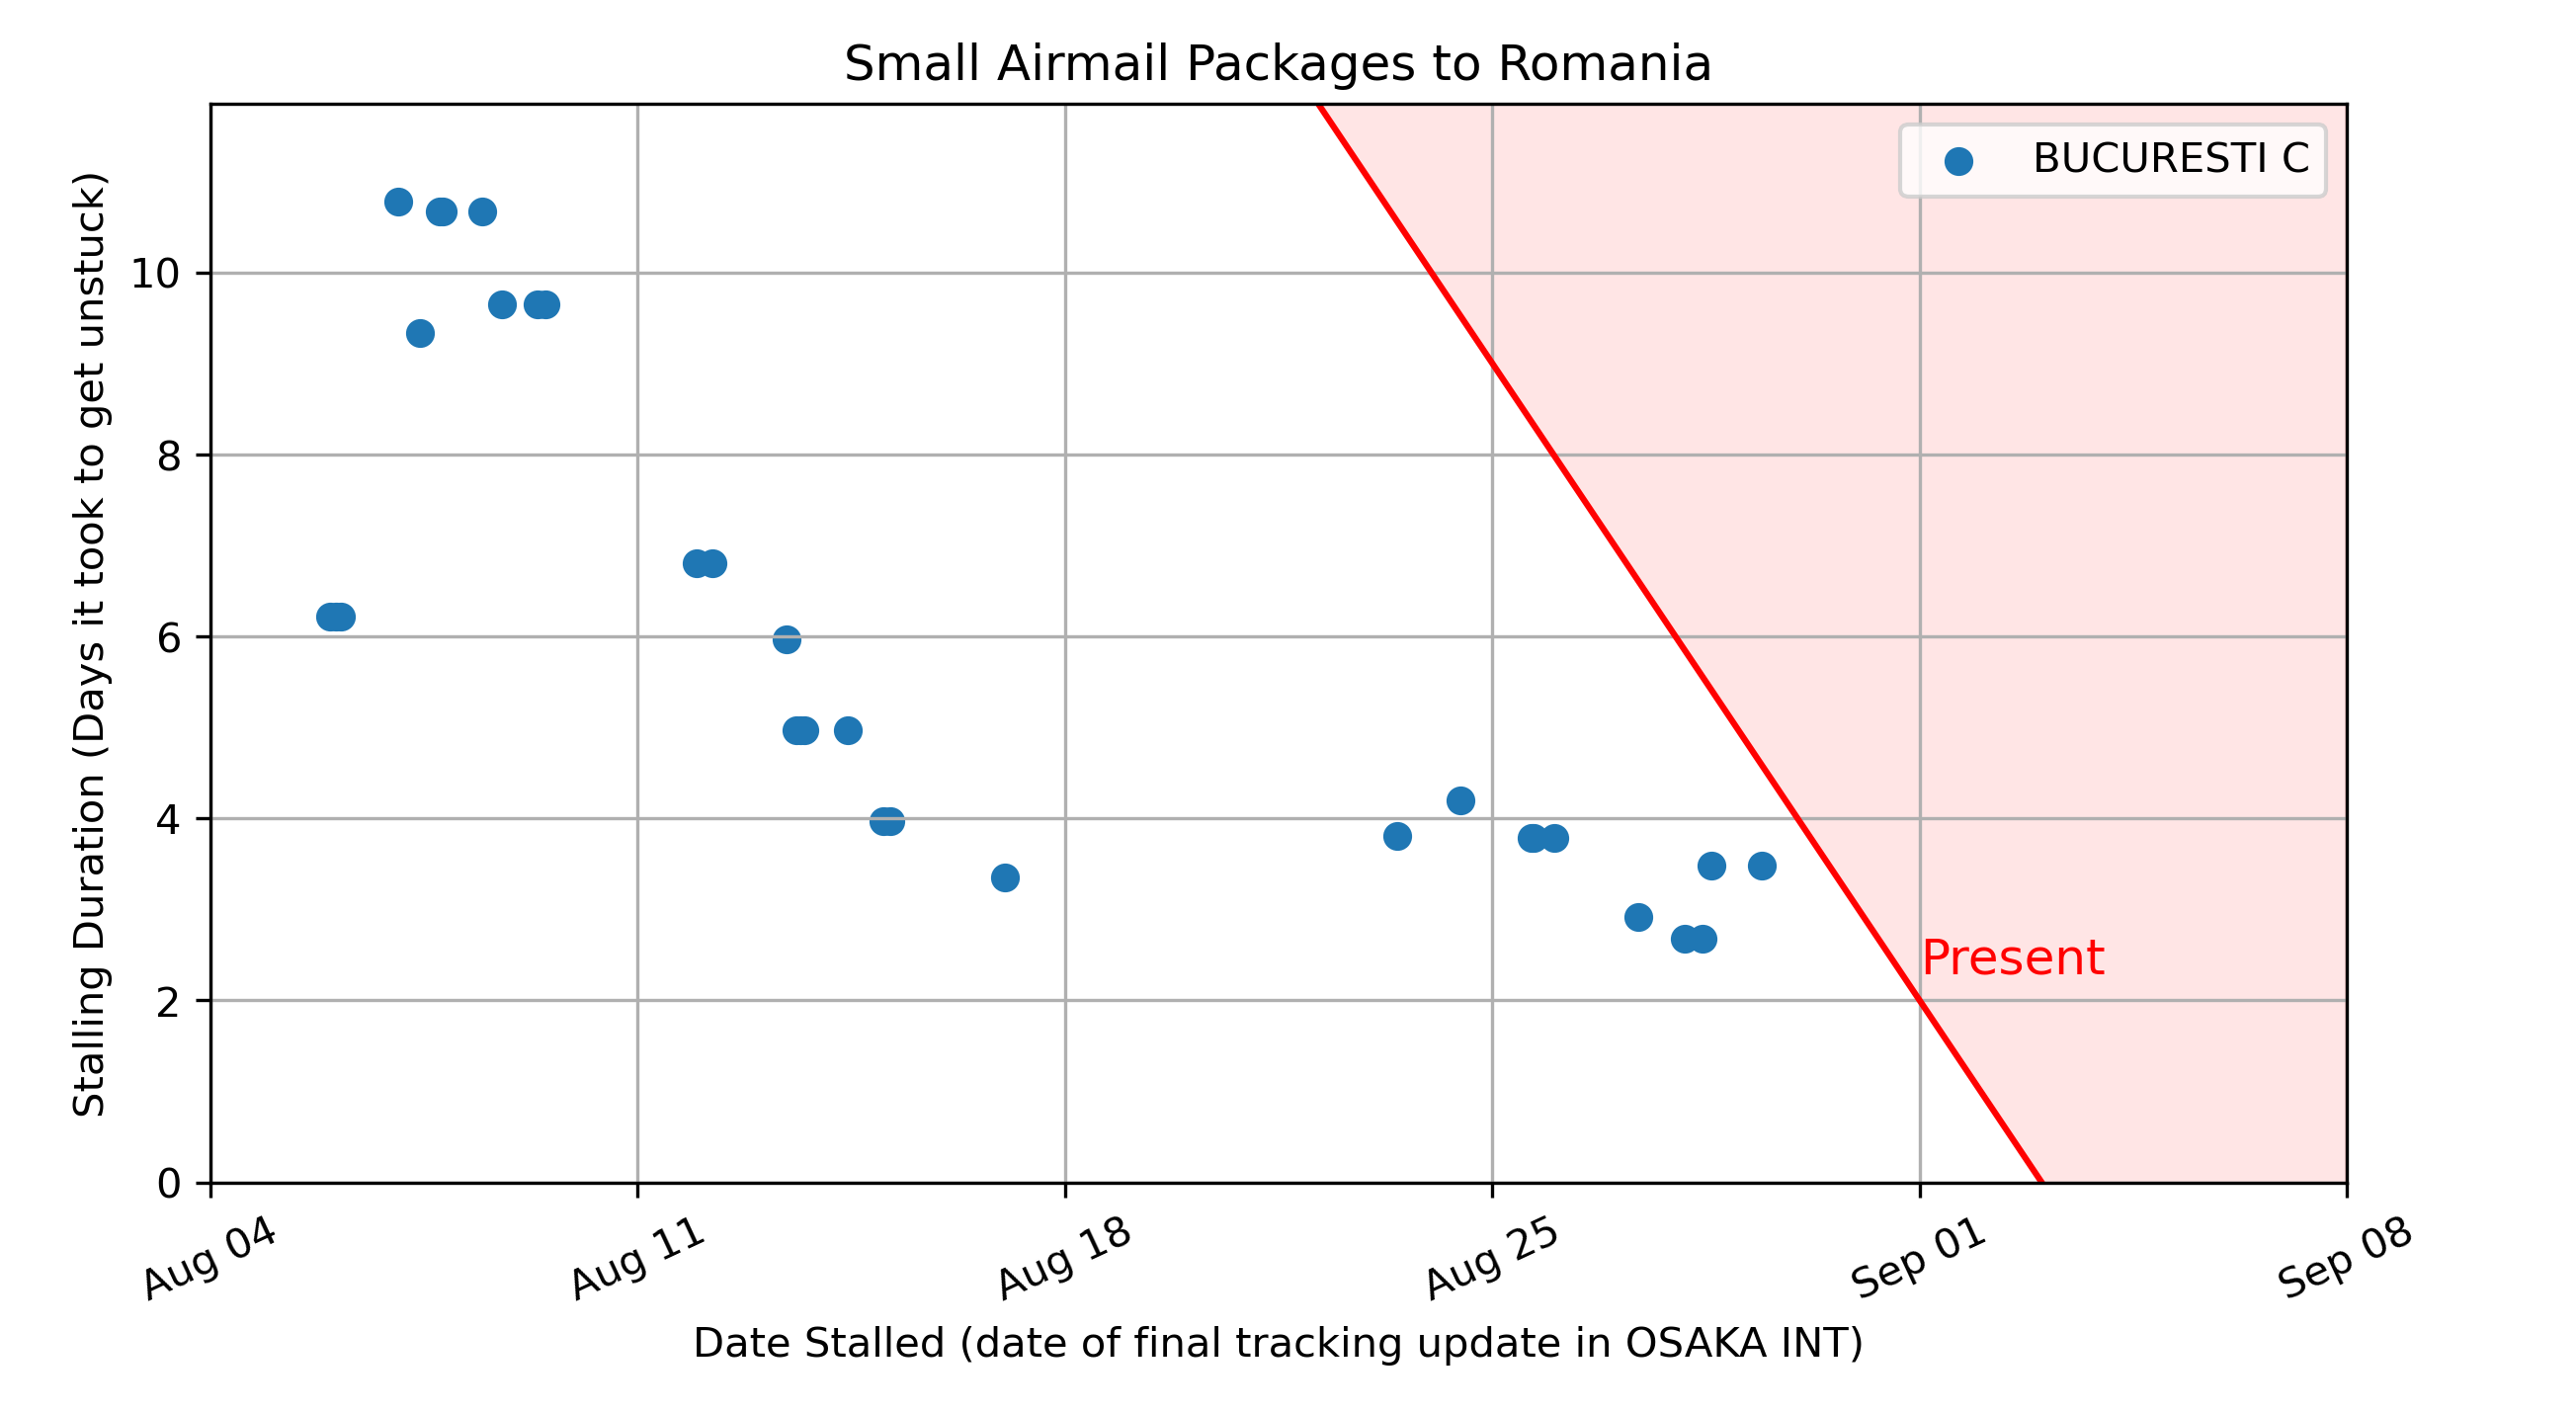 Small Airmail Packages to Romania
BUCURESTI C
Stalling Duration (Days it took to get unstuck)
10
8
6
4
2
0
Present
Aug 04
Aug 11
Aug 18
Aug 25
Sep 01
Sep 08
Date Stalled (date of final tracking update in OSAKA INT)